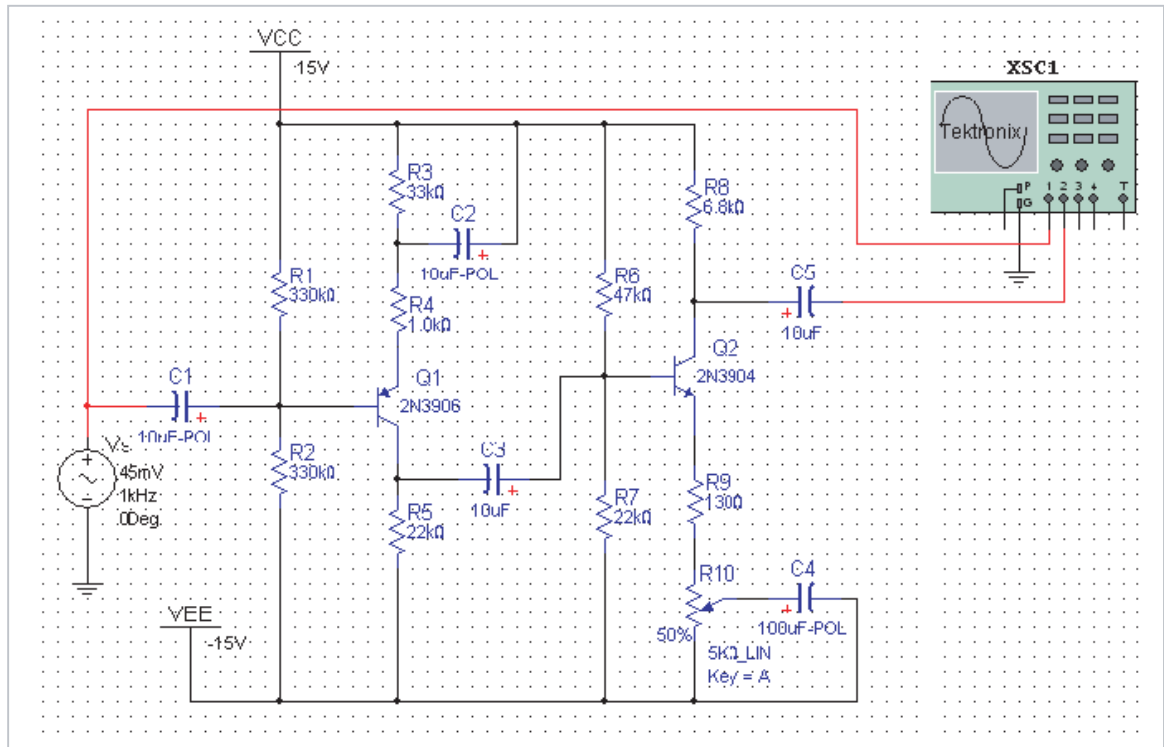 VCC
15V
XSC1
Tektronix
P
G
1 2 3 4
T
R3
33kΩ
C2
10uF-POL
R8
6.8kΩ
R1
330kΩ
R4
1.0kΩ
R6
47kΩ
C5
10uF
Q1
2N3906
Q2
2N3904
C1
10uF-POL
Vs
45mV
1kHz
0Deg
R2
330kΩ
C3
10uF
R5
22kΩ
R7
22kΩ
R9
130Ω
R10
50%
5KΩ_LIN
Key = A
C4
100uF-POL
VEE
-15V